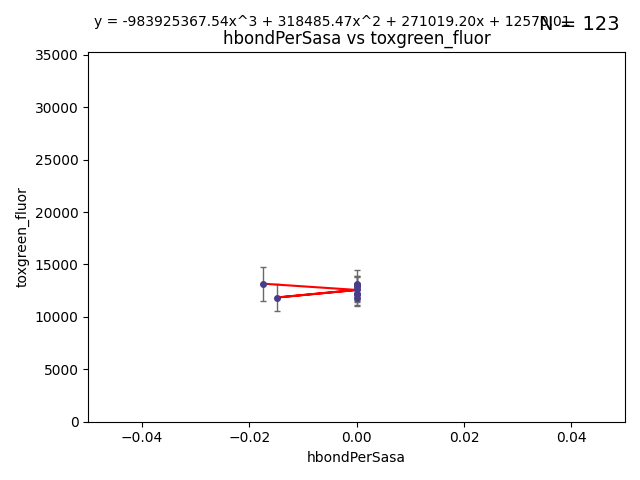 y = -983925367.54x^3 + 318485.47x^2 + 271019.20x + 12570.01
N = 123
hbondPerSasa vs toxgreen_fluor
35000
30000
25000
20000
15000
10000
5000
0
toxgreen_fluor
−0.04
−0.02
0.00
0.02
0.04
hbondPerSasa